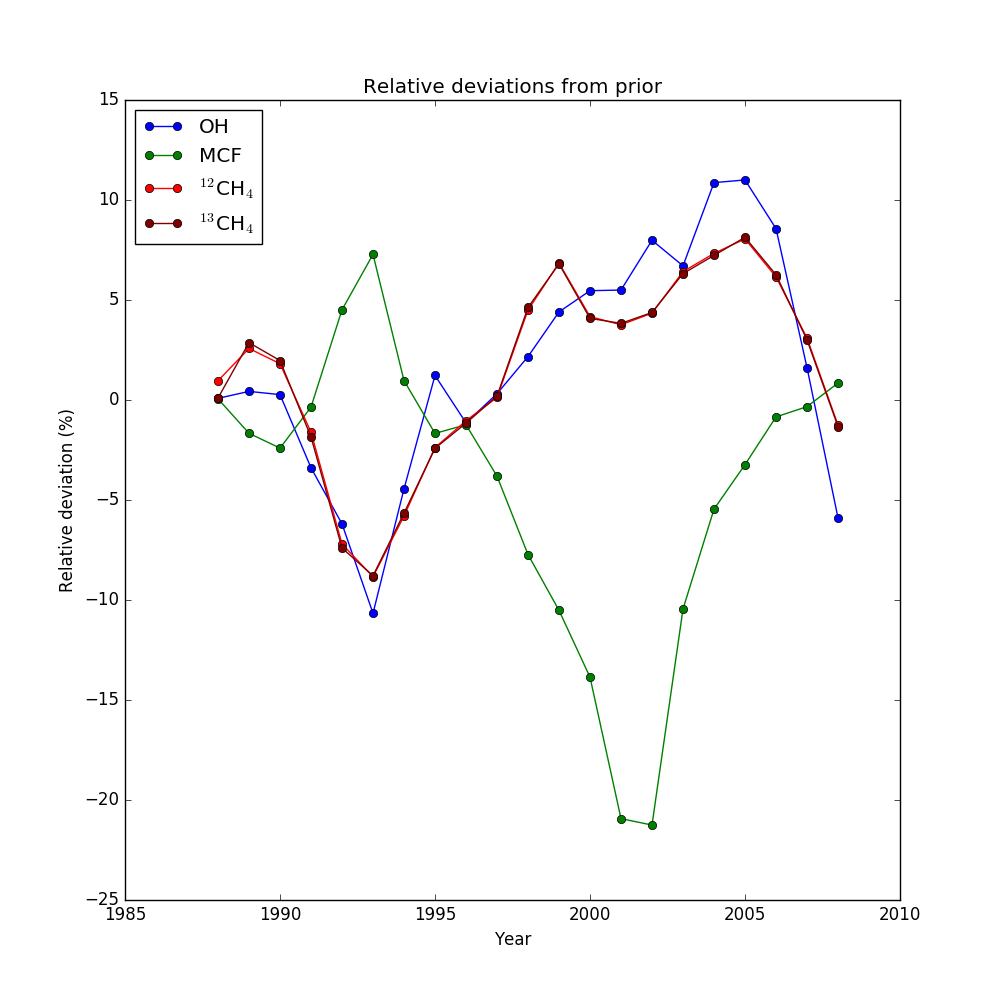 Relative deviations from prior
15
10
5
0
−5
−10
−15
−20
−25
Relative deviation (%)
OH
MCF
¹²CH₄
¹³CH₄
1985 1990 1995 2000 2005 2010
Year